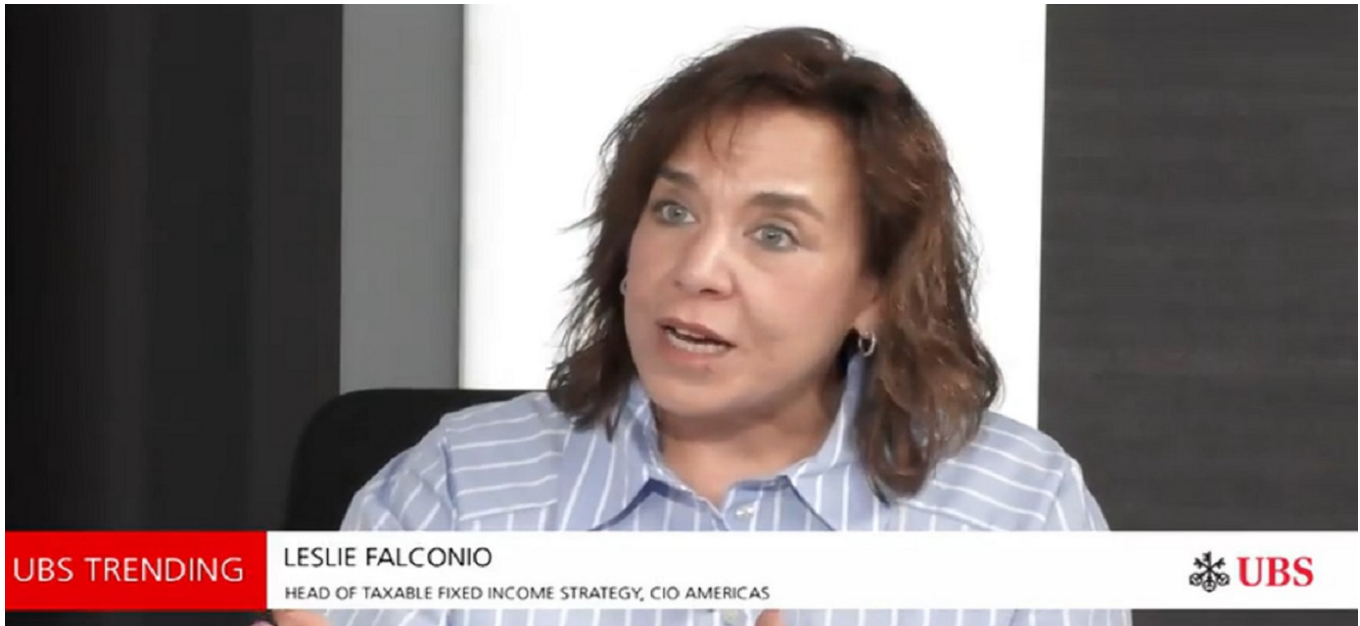 UBS TRENDING
LESLIE FALCONIO
HEAD OF TAXABLE FIXED INCOME STRATEGY, CIO AMERICAS
UBS